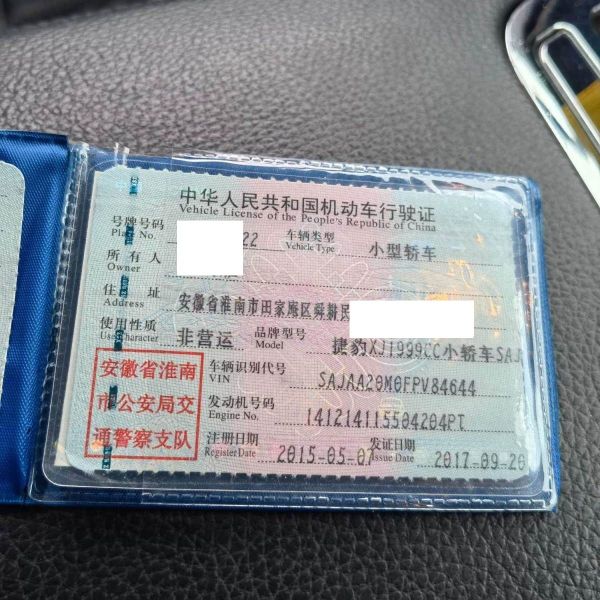 中华人民共和国机动车行驶证
Vehicle License of the People's Republic of China
号牌号码 22 车辆类型 小型轿车
Plate No. Vehicle Type
所有人
Owner
住址 安徽省淮南市田家庵区舜耕
Address
使用性质 非营运 品牌型号 捷豹XJ1999CC小轿车SAJ
Use Character Model
安徽省淮南 车辆识别代号 SAJAA20M0FPV84644
VIN
市公安局交 发动机号码 141214115504204PT
Engine No.
通警察支队 注册日期 2015-05-07 发证日期 2017-09-20
Register Date Issue Date